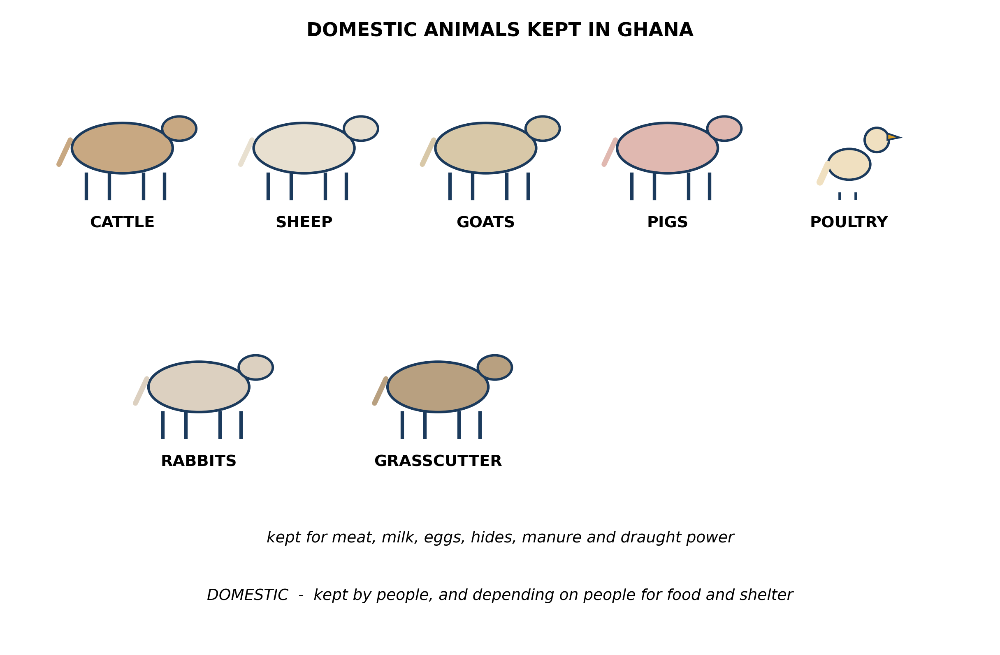 DOMESTIC ANIMALS KEPT IN GHANA
CATTLE
SHEEP
GOATS
PIGS
POULTRY
RABBITS
GRASSCUTTER
kept for meat, milk, eggs, hides, manure and draught power
DOMESTIC - kept by people, and depending on people for food and shelter